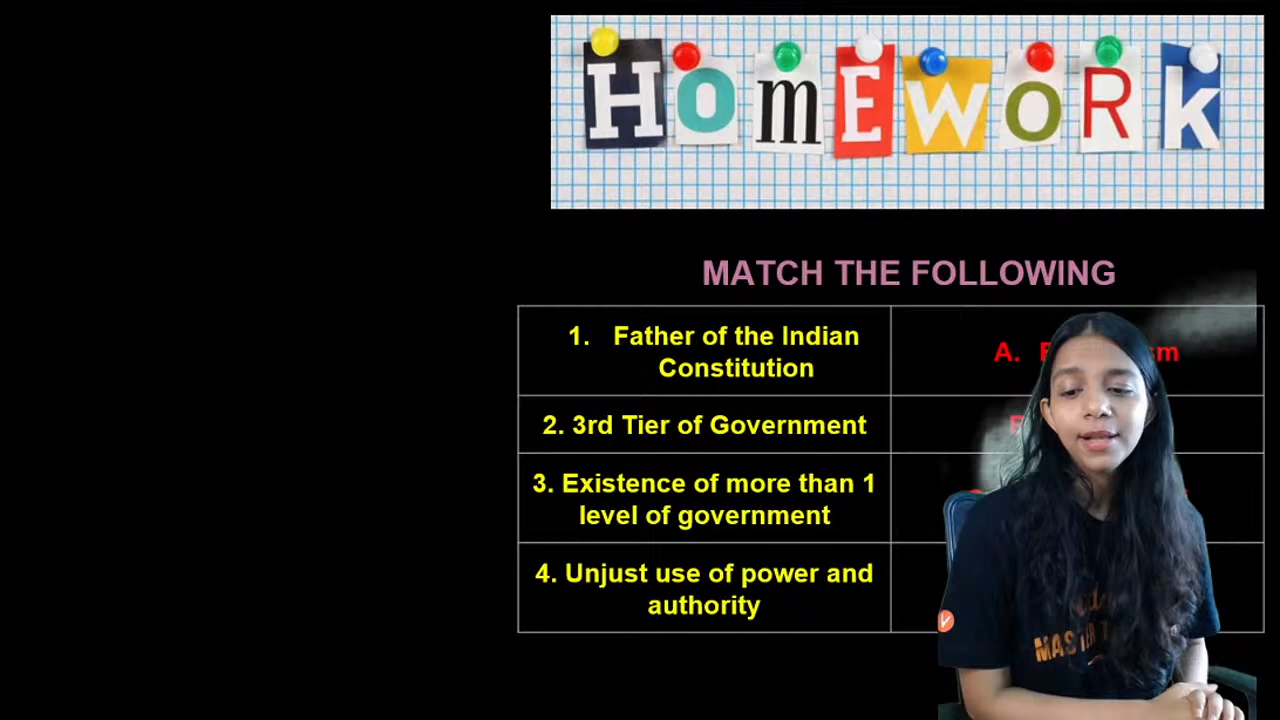 HomEwoRk
MATCH THE FOLLOWING
1. Father of the Indian
Constitution
A.
2. 3rd Tier of Government
3. Existence of more than 1
level of government
4. Unjust use of power and
authority